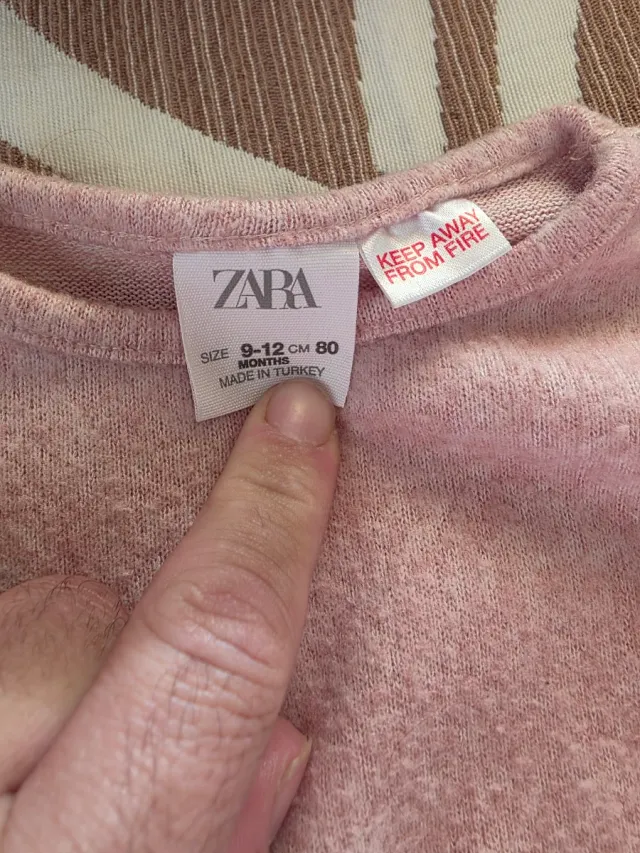 ZARA
SIZE 9-12 CM 80
MONTHS
MADE IN TURKEY
KEEP AWAY
FROM FIRE